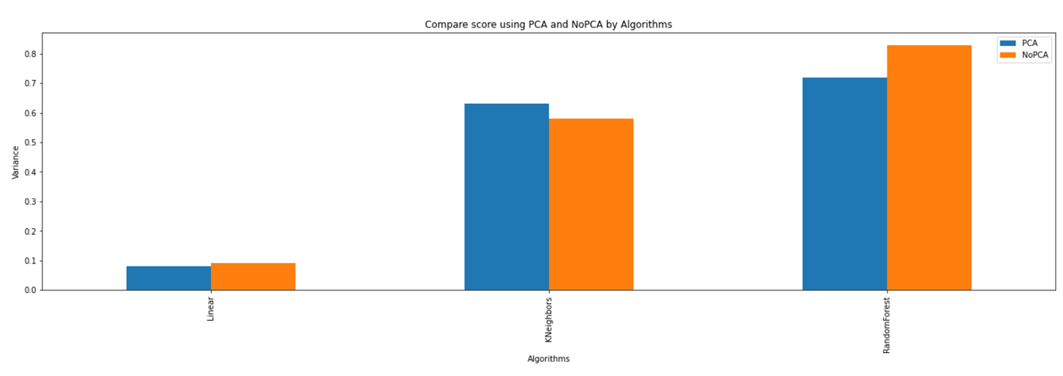 Compare score using PCA and NoPCA by Algorithms
PCA
NoPCA
Variance
0.8
0.7
0.6
0.5
0.4
0.3
0.2
0.1
0.0
Linear
KNeighbors
RandomForest
Algorithms